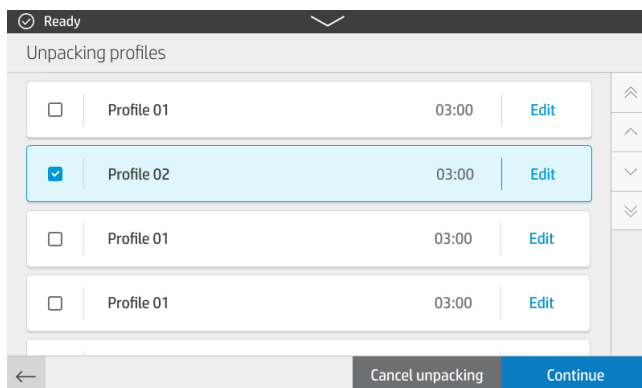 Ready
Unpacking profiles
Profile 01 03:00 Edit
Profile 02 03:00 Edit
Profile 01 03:00 Edit
Profile 01 03:00 Edit
Cancel unpacking Continue